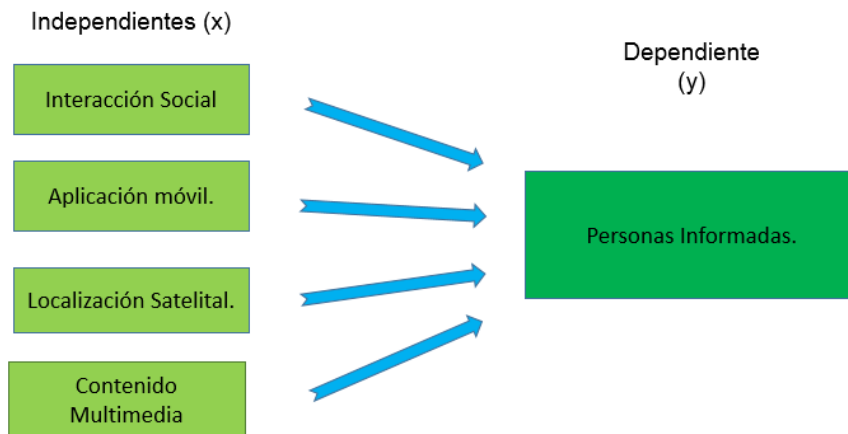 Independientes (x)
Interacción Social
Aplicación móvil.
Localización Satelital.
Contenido
Multimedia
Dependiente
(y)
Personas Informadas.